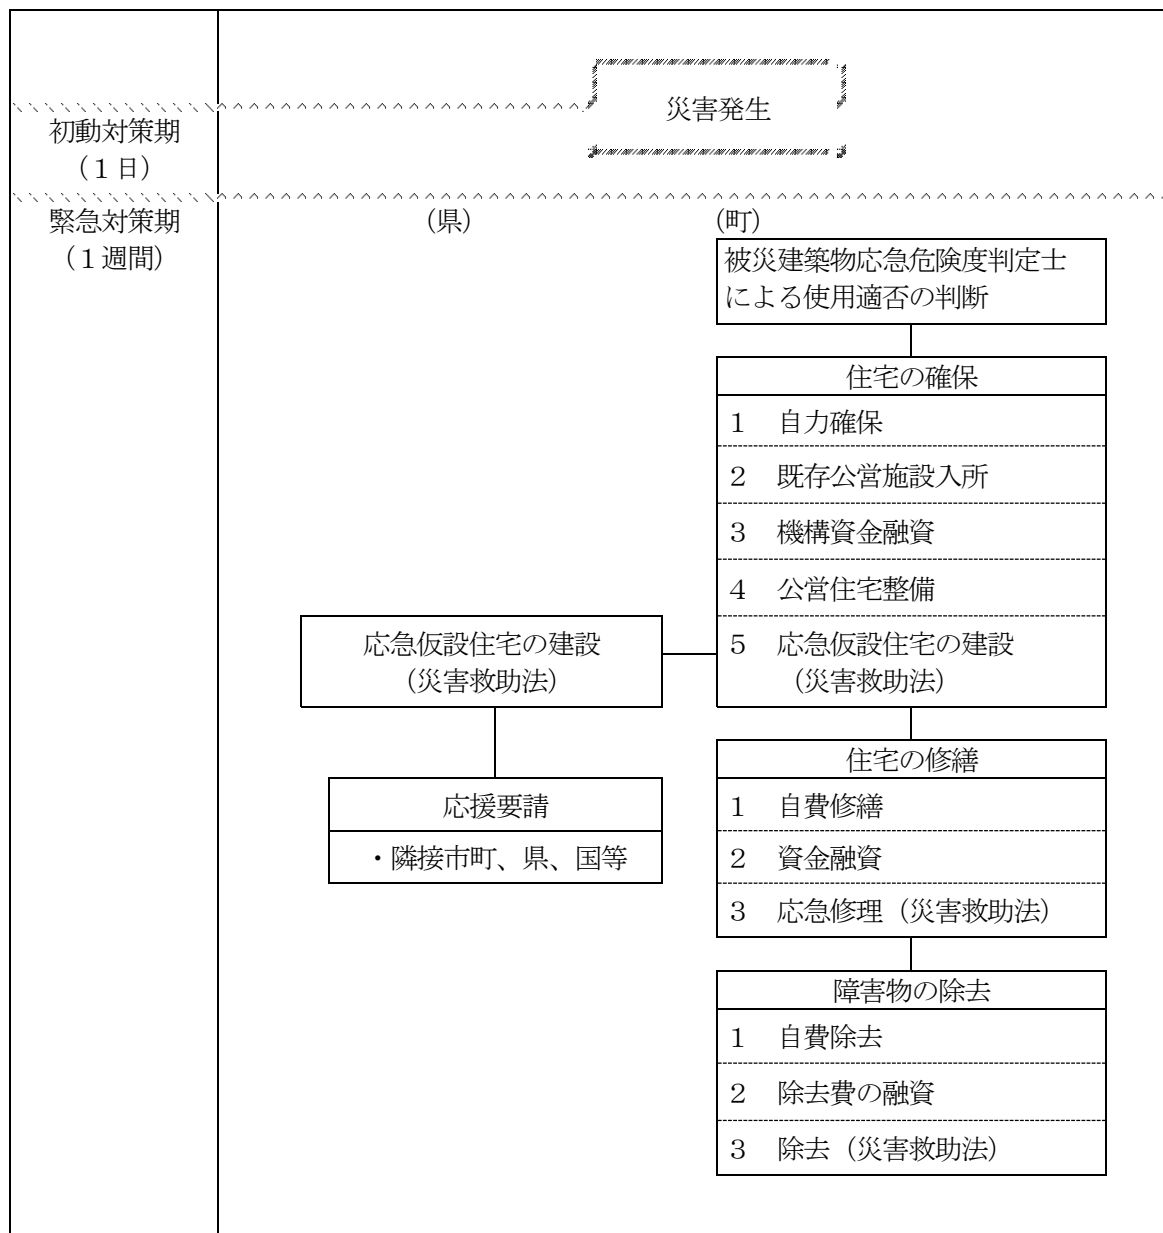 災害発生
初動対策期
（１日）
緊急対策期
（１週間）
（県）
（町）
被災建築物応急危険度判定士
による使用適否の判断
住宅の確保
１　自力確保
２　既存公営施設入所
３　機構資金融資
４　公営住宅整備
５　応急仮設住宅の建設
（災害救助法）
応急仮設住宅の建設
（災害救助法）
応援要請
・隣接市町、県、国等
住宅の修繕
１　自費修繕
２　資金融資
３　応急修理（災害救助法）
障害物の除去
１　自費除去
２　除去費の融資
３　除去（災害救助法）